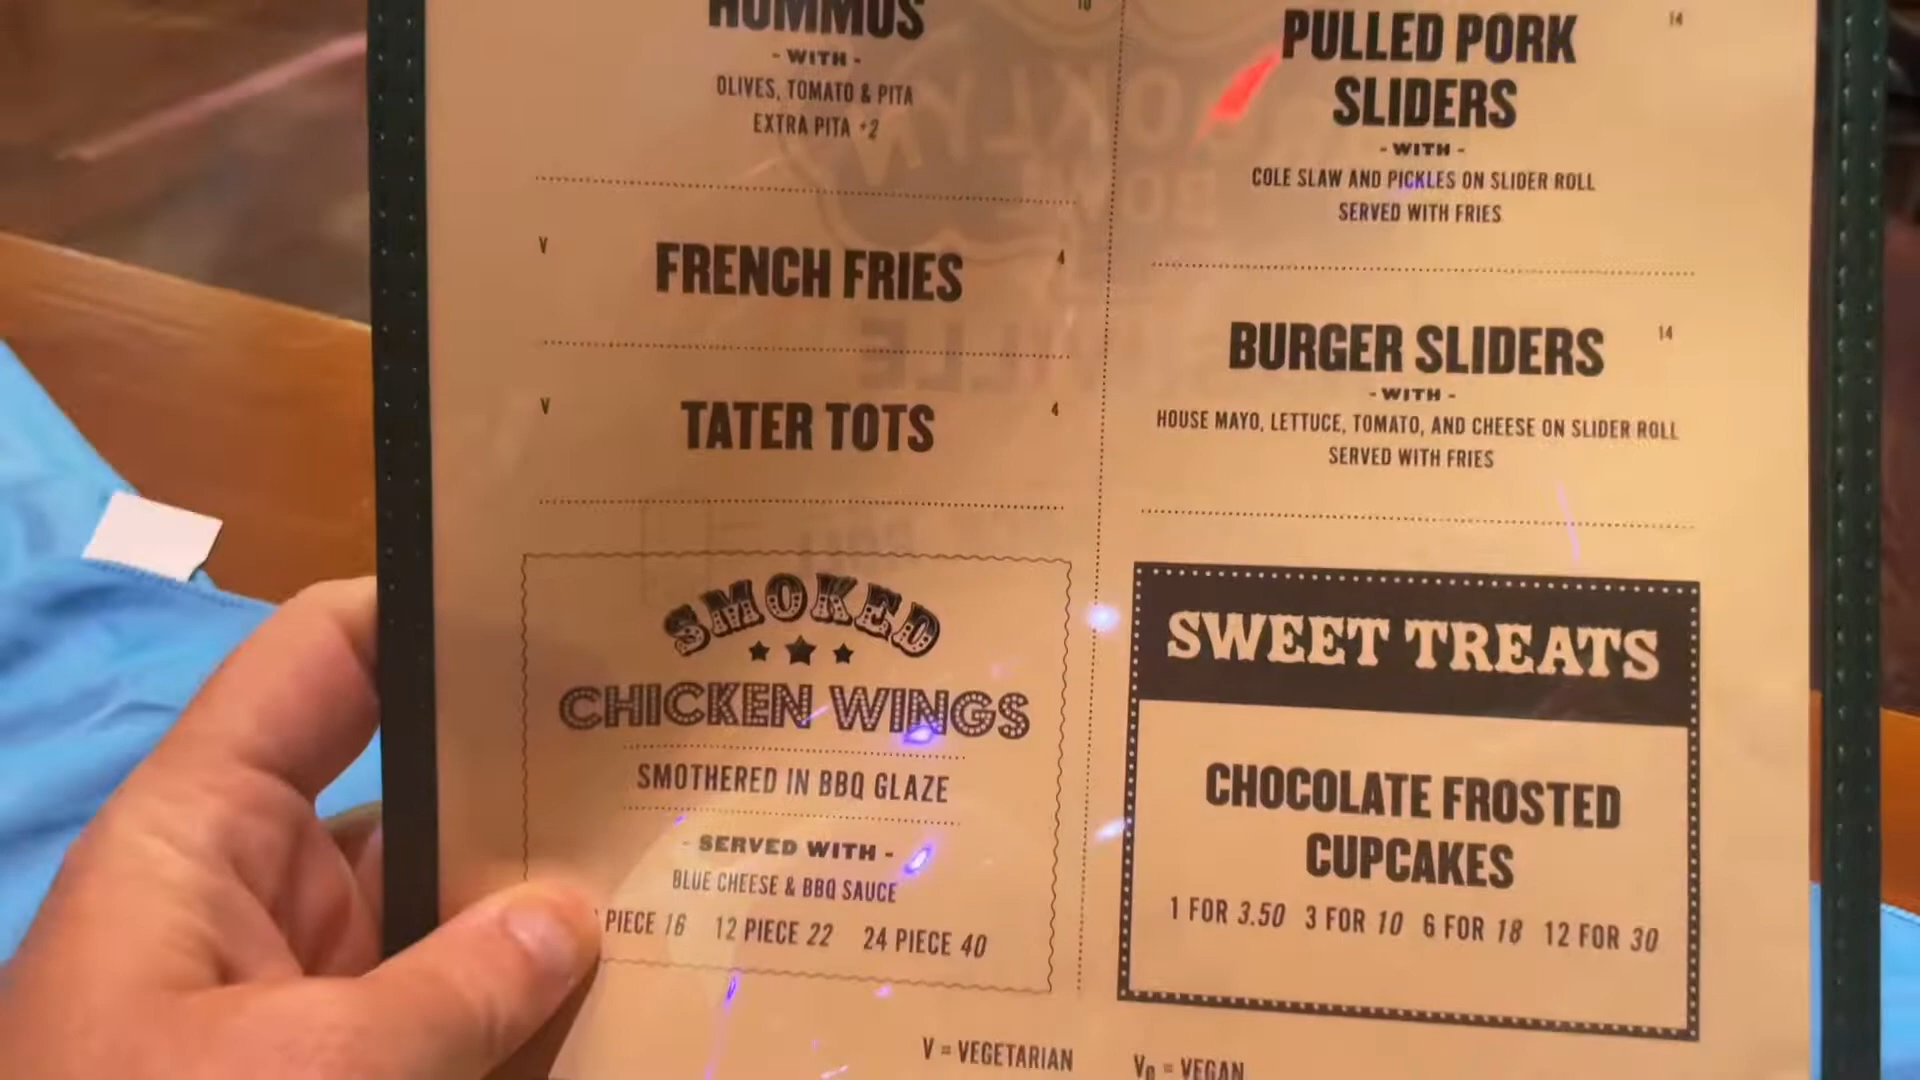 HUMMUS
- WITH -
OLIVES, TOMATO & PITA
EXTRA PITA +2
V FRENCH FRIES 4
V TATER TOTS 4
SMOKED
CHICKEN WINGS
SMOTHERED IN BBQ GLAZE
- SERVED WITH -
BLUE CHEESE & BBQ SAUCE
PIECE 16 12 PIECE 22 24 PIECE 40
PULLED PORK 14
SLIDERS
- WITH -
COLE SLAW AND PICKLES ON SLIDER ROLL
SERVED WITH FRIES
BURGER SLIDERS 14
- WITH -
HOUSE MAYO, LETTUCE, TOMATO, AND CHEESE ON SLIDER ROLL
SERVED WITH FRIES
SWEET TREATS
CHOCOLATE FROSTED
CUPCAKES
1 FOR 3.50 3 FOR 10 6 FOR 18 12 FOR 30
V = VEGETARIAN = VEGAN